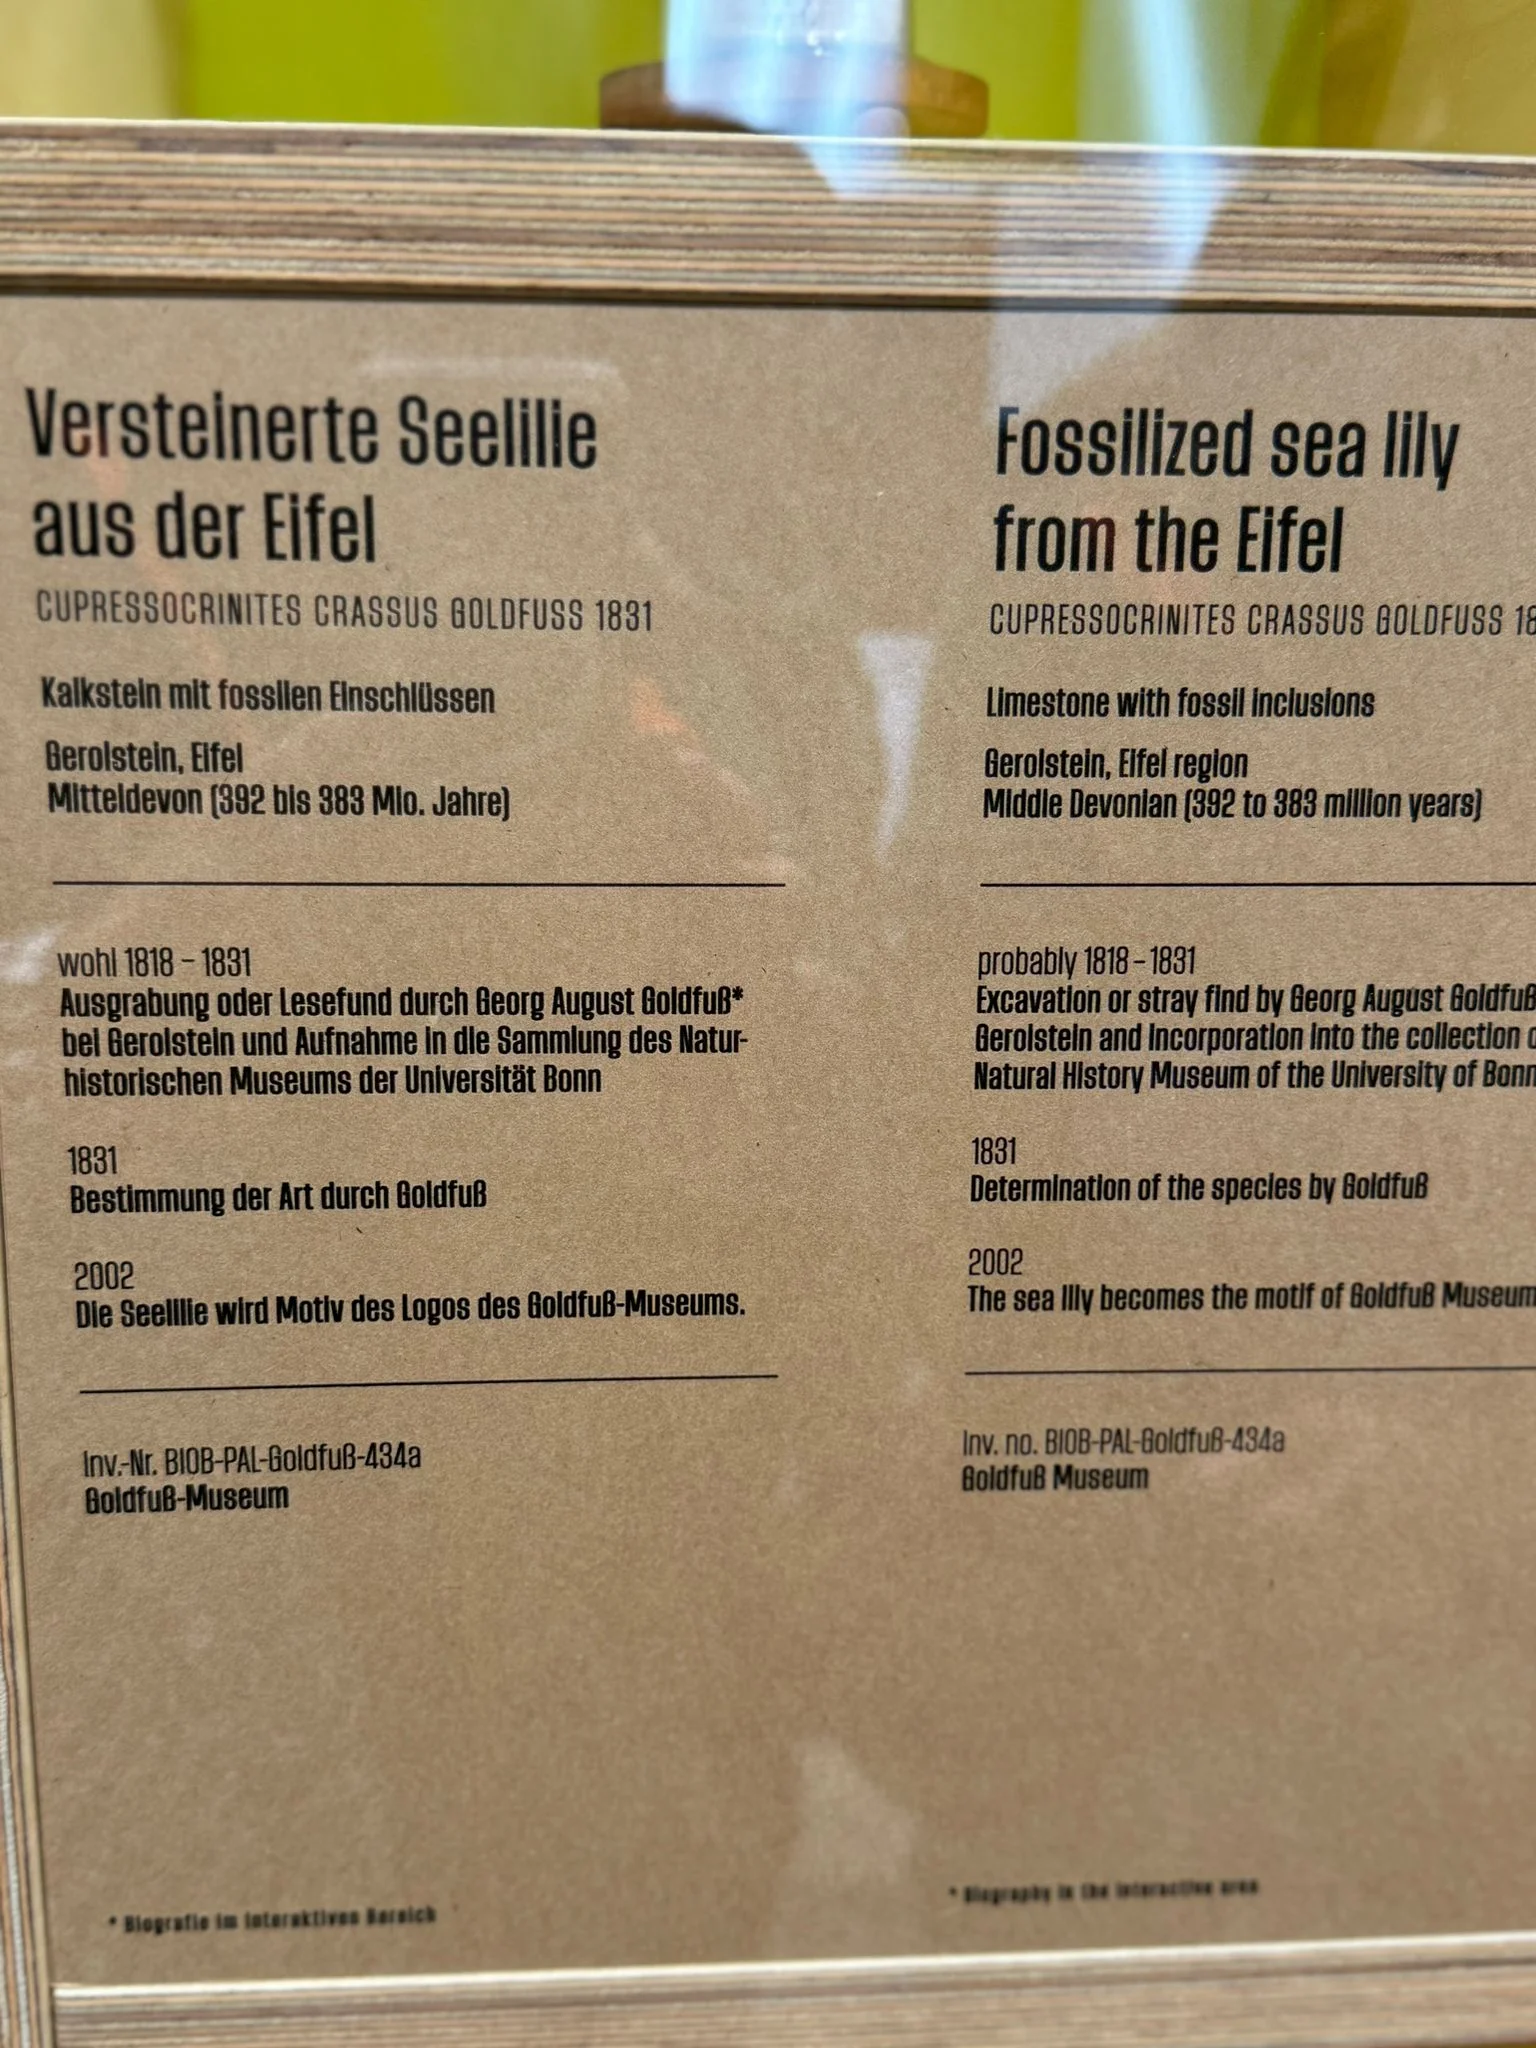 Versteinerte Seelilie
aus der Eifel
CUPRESSOCRINITES CRASSUS GOLDFUSS 1831
Kalkstein mit fossilen Einschlüssen
Gerolstein, Eifel
Mitteldevon (392 bis 383 Mio. Jahre)
wohl 1818 – 1831
Ausgrabung oder Lesefund durch Georg August Goldfuß*
bei Gerolstein und Aufnahme in die Sammlung des Natur-
historischen Museums der Universität Bonn
1831
Bestimmung der Art durch Goldfuß
2002
Die Seelilie wird Motiv des Logos des Goldfuß-Museums.
Inv.-Nr. BIOB-PAL-Goldfuß-434a
Goldfuß-Museum
* Biografie im interaktiven Bereich
Fossilized sea lily
from the Eifel
CUPRESSOCRINITES CRASSUS GOLDFUSS 18
Limestone with fossil inclusions
Gerolstein, Eifel region
Middle Devonian (392 to 383 million years)
probably 1818 – 1831
Excavation or stray find by Georg August Goldfuß
Gerolstein and incorporation into the collection
Natural History Museum of the University of Bonn
1831
Determination of the species by Goldfuß
2002
The sea lily becomes the motif of Goldfuß Museum
Inv. no. BIOB-PAL-Goldfuß-434a
Goldfuß Museum
* Biography in the interactive area